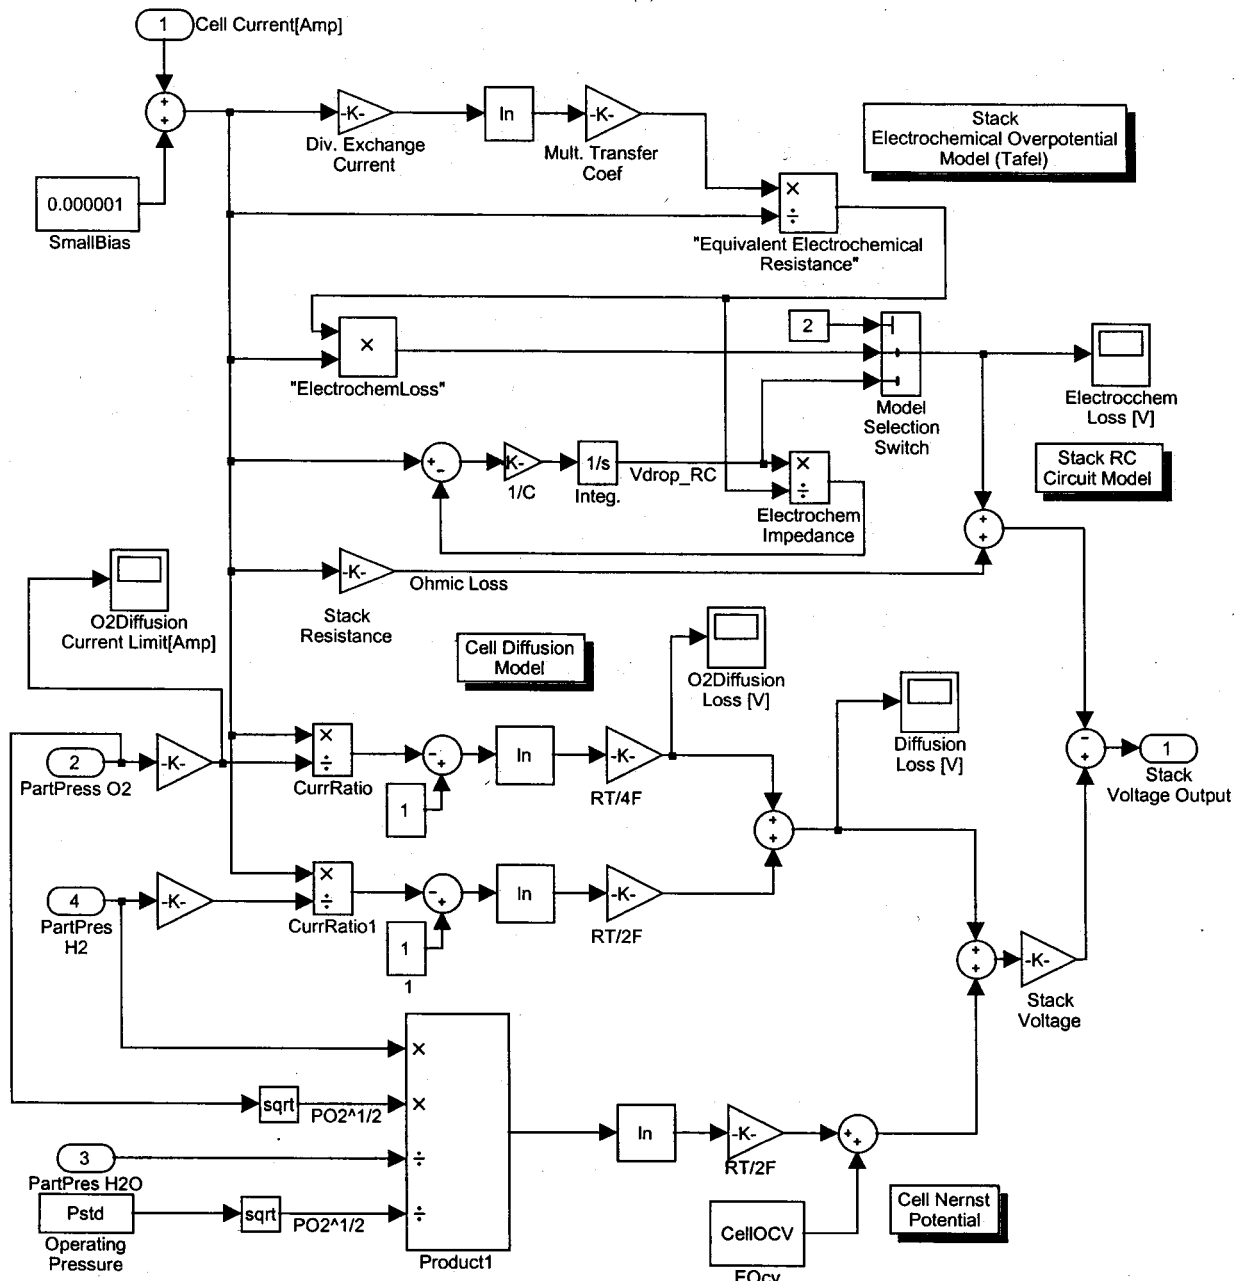 1
Cell Current[Amp]
+
+
-K-
Div. Exchange
Current
ln
-K-
Mult. Transfer
Coef
Stack
Electrochemical Overpotential
Model (Tafel)
0.000001
SmallBias
×
÷
"Equivalent Electrochemical
Resistance"
×
"ElectrochemLoss"
2
Model
Selection
Switch
Electrocchem
Loss [V]
Stack RC
Circuit Model
+
-
K-
1/C
1/s
Integ.
Vdrop_RC
×
÷
Electrochem
Impedance
+
+
O2Diffusion
Current Limit[Amp]
-K-
Ohmic Loss
Stack
Resistance
Cell Diffusion
Model
O2Diffusion
Loss [V]
Diffusion
Loss [V]
2
PartPress O2
-K-
×
÷
CurrRatio
-
+
1
ln
-K-
RT/4F
+
+
-
+
1
Stack
Voltage Output
4
PartPres
H2
-K-
×
÷
CurrRatio1
-
+
1
1
ln
-K-
RT/2F
+
+
-K-
Stack
Voltage
×
sqrt
PO2^1/2
×
3
PartPres H2O
÷
Pstd
Operating
Pressure
sqrt
PO2^1/2
÷
Product1
ln
-K-
RT/2F
+
+
CellOCV
EOcv
Cell Nernst
Potential